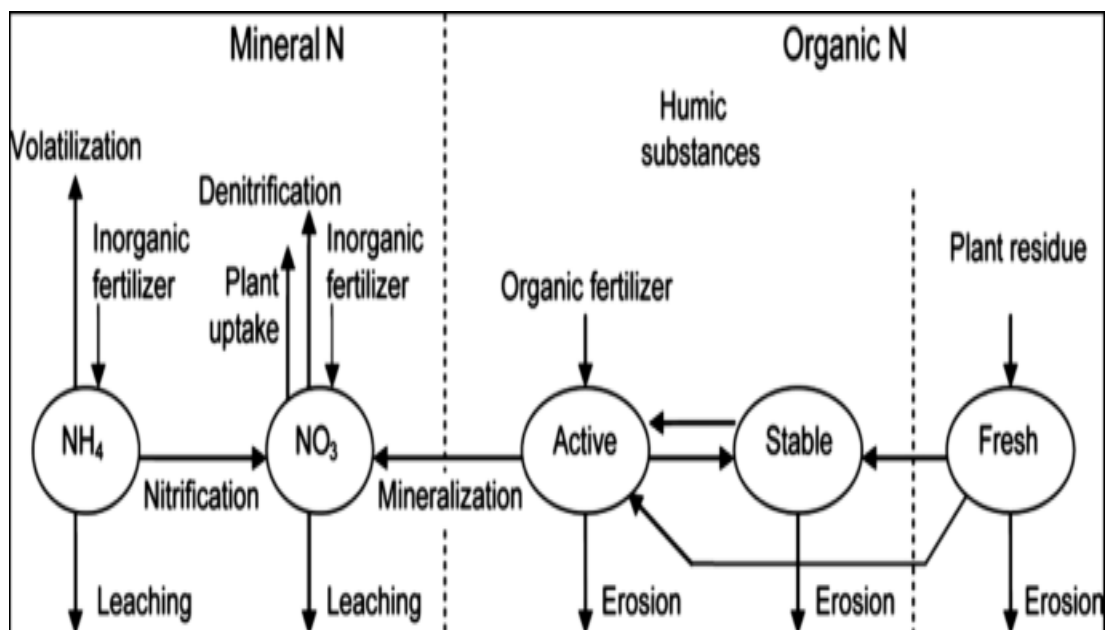 Mineral N
Organic N
Humic
substances
Volatilization
Denitrification
Inorganic
fertilizer
Plant
uptake
Inorganic
fertilizer
Organic fertilizer
Plant residue
NH₄
NO₃
Active
Stable
Fresh
Nitrification
Mineralization
Leaching
Leaching
Erosion
Erosion
Erosion